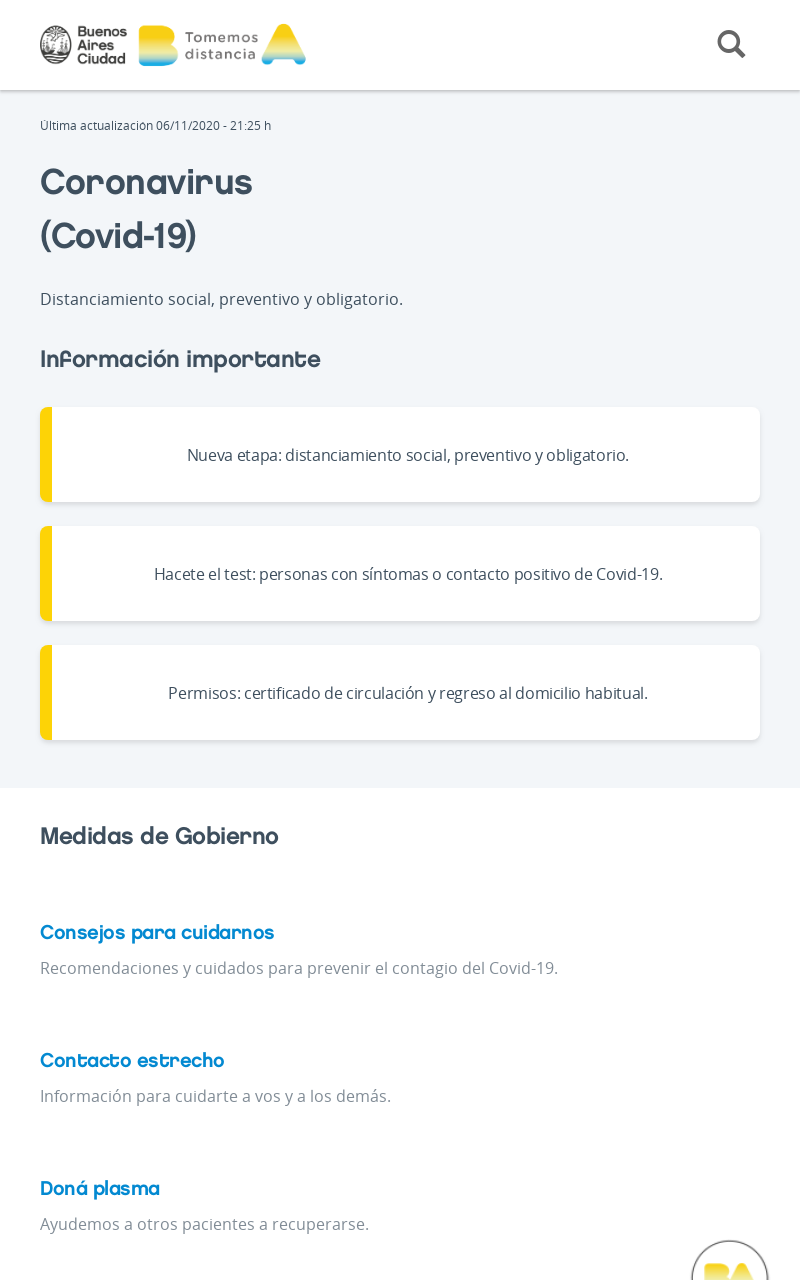 Buenos
Aires
Ciudad
BA
Tomemos
distancia
Última actualización 06/11/2020 - 21:25 h
Coronavirus
(Covid-19)
Distanciamiento social, preventivo y obligatorio.
Información importante
Nueva etapa: distanciamiento social, preventivo y obligatorio.
Hacete el test: personas con síntomas o contacto positivo de Covid-19.
Permisos: certificado de circulación y regreso al domicilio habitual.
Medidas de Gobierno
Consejos para cuidarnos
Recomendaciones y cuidados para prevenir el contagio del Covid-19.
Contacto estrecho
Información para cuidarte a vos y a los demás.
Doná plasma
Ayudemos a otros pacientes a recuperarse.
BA